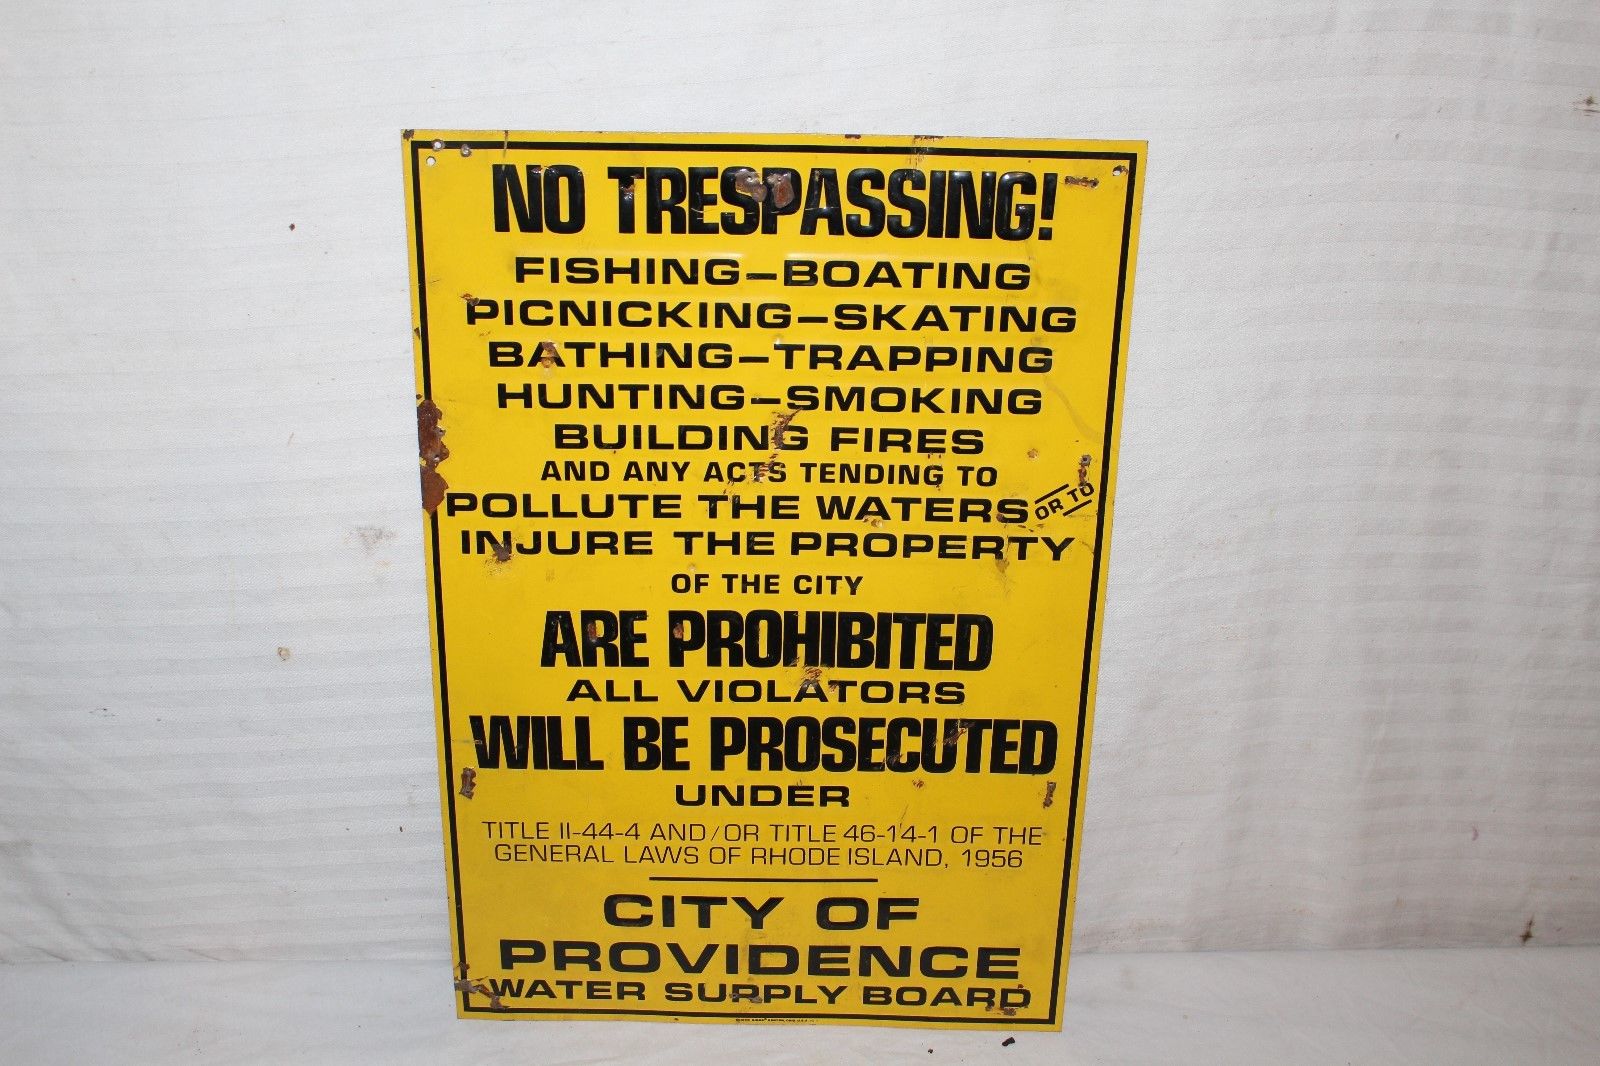 NO TRESPASSING!
FISHING–BOATING
PICNICKING–SKATING
BATHING–TRAPPING
HUNTING–SMOKING
BUILDING FIRES
AND ANY ACTS TENDING TO
POLLUTE THE WATERS OR TO
INJURE THE PROPERTY
OF THE CITY
ARE PROHIBITED
ALL VIOLATORS
WILL BE PROSECUTED
UNDER
TITLE II-44-4 AND/OR TITLE 46-14-1 OF THE
GENERAL LAWS OF RHODE ISLAND, 1956
CITY OF
PROVIDENCE
WATER SUPPLY BOARD